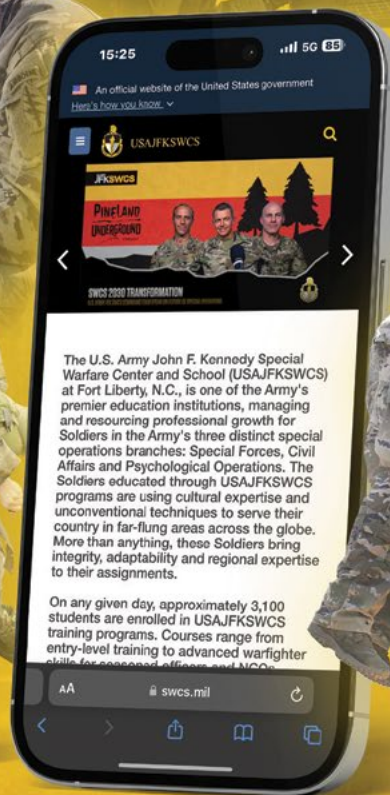 15:25 5G 85
An official website of the United States government
Here's how you know
USAJFKSWCS
JFKSWCS
PINELAND
UNDERGROUND
SWCS 2030 TRANSFORMATION
The U.S. Army John F. Kennedy Special
Warfare Center and School (USAJFKSWCS)
at Fort Liberty, N.C., is one of the Army's
premier education institutions, managing
and resourcing professional growth for
Soldiers in the Army's three distinct special
operations branches: Special Forces, Civil
Affairs and Psychological Operations. The
Soldiers educated through USAJFKSWCS
programs are using cultural expertise and
unconventional techniques to serve their
country in far-flung areas across the globe.
More than anything, these Soldiers bring
integrity, adaptability and regional expertise
to their assignments.
On any given day, approximately 3,100
students are enrolled in USAJFKSWCS
training programs. Courses range from
entry-level training to advanced warfighter
skills for seasoned officers and NCOs
AA swcs.mil